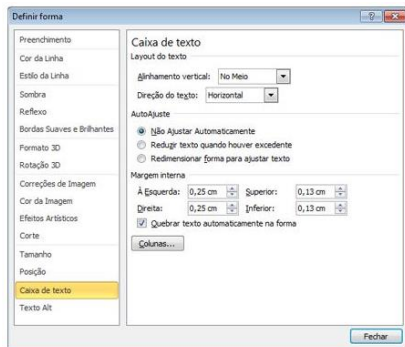 Definir forma
Preenchimento
Cor da Linha
Estilo da Linha
Sombra
Reflexo
Bordas Suaves e Brilhantes
Formato 3D
Rotação 3D
Correções de Imagem
Cor da Imagem
Efeitos Artísticos
Corte
Tamanho
Posição
Caixa de texto
Texto Alt
Caixa de texto
Layout do texto
Alinhamento vertical: No Meio
Direção do texto: Horizontal
AutoAjuste
Não Ajustar Automaticamente
Reduzir texto quando houver excedente
Redimensionar forma para ajustar texto
Margem interna
À Esquerda: 0,25 cm Superior: 0,13 cm
Direita: 0,25 cm Inferior: 0,13 cm
Quebrar texto automaticamente na forma
Colunas...
Fechar